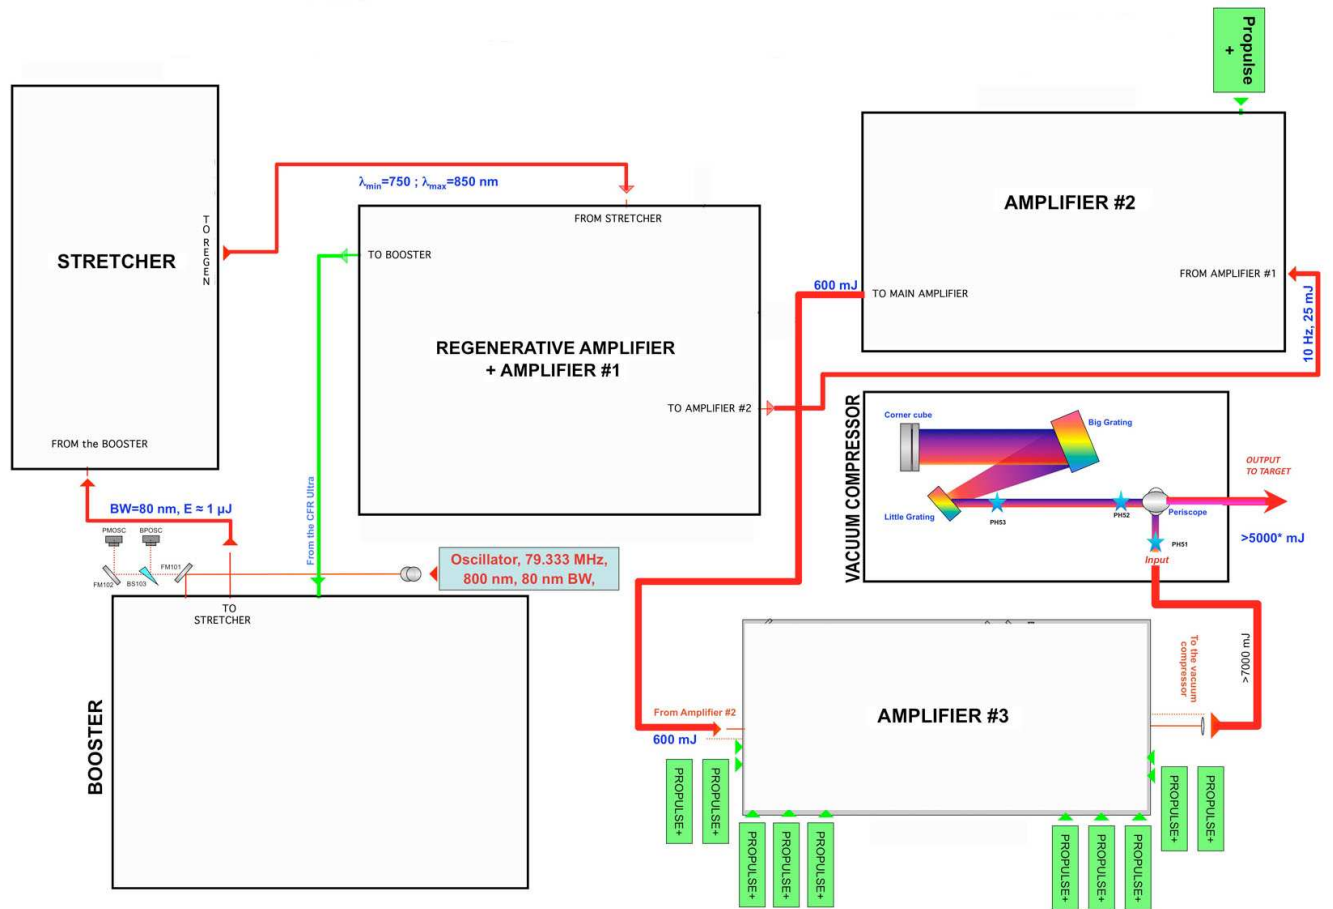 Propulse
+
STRETCHER
TO REGEN
FROM the BOOSTER
λmin=750 ; λmax=850 nm
FROM STRETCHER
TO BOOSTER
REGENERATIVE AMPLIFIER
+ AMPLIFIER #1
TO AMPLIFIER #2
AMPLIFIER #2
FROM AMPLIFIER #1
TO MAIN AMPLIFIER
600 mJ
10 Hz, 25 mJ
VACUUM COMPRESSOR
Corner cube
Big Grating
Little Grating
PH53
PH52
Periscope
PH51
Input
OUTPUT
TO TARGET
>5000* mJ
BW=80 nm, E ≈ 1 µJ
PMOSC
BPOSC
FM102
BS103
FM101
From the CFR Ultra
Oscillator, 79.333 MHz,
800 nm, 80 nm BW,
TO
STRETCHER
BOOSTER
From Amplifier #2
600 mJ
AMPLIFIER #3
To the vacuum
compressor
>7000 mJ
PROPULSE+
PROPULSE+
PROPULSE+
PROPULSE+
PROPULSE+
PROPULSE+
PROPULSE+
PROPULSE+
PROPULSE+
PROPULSE+